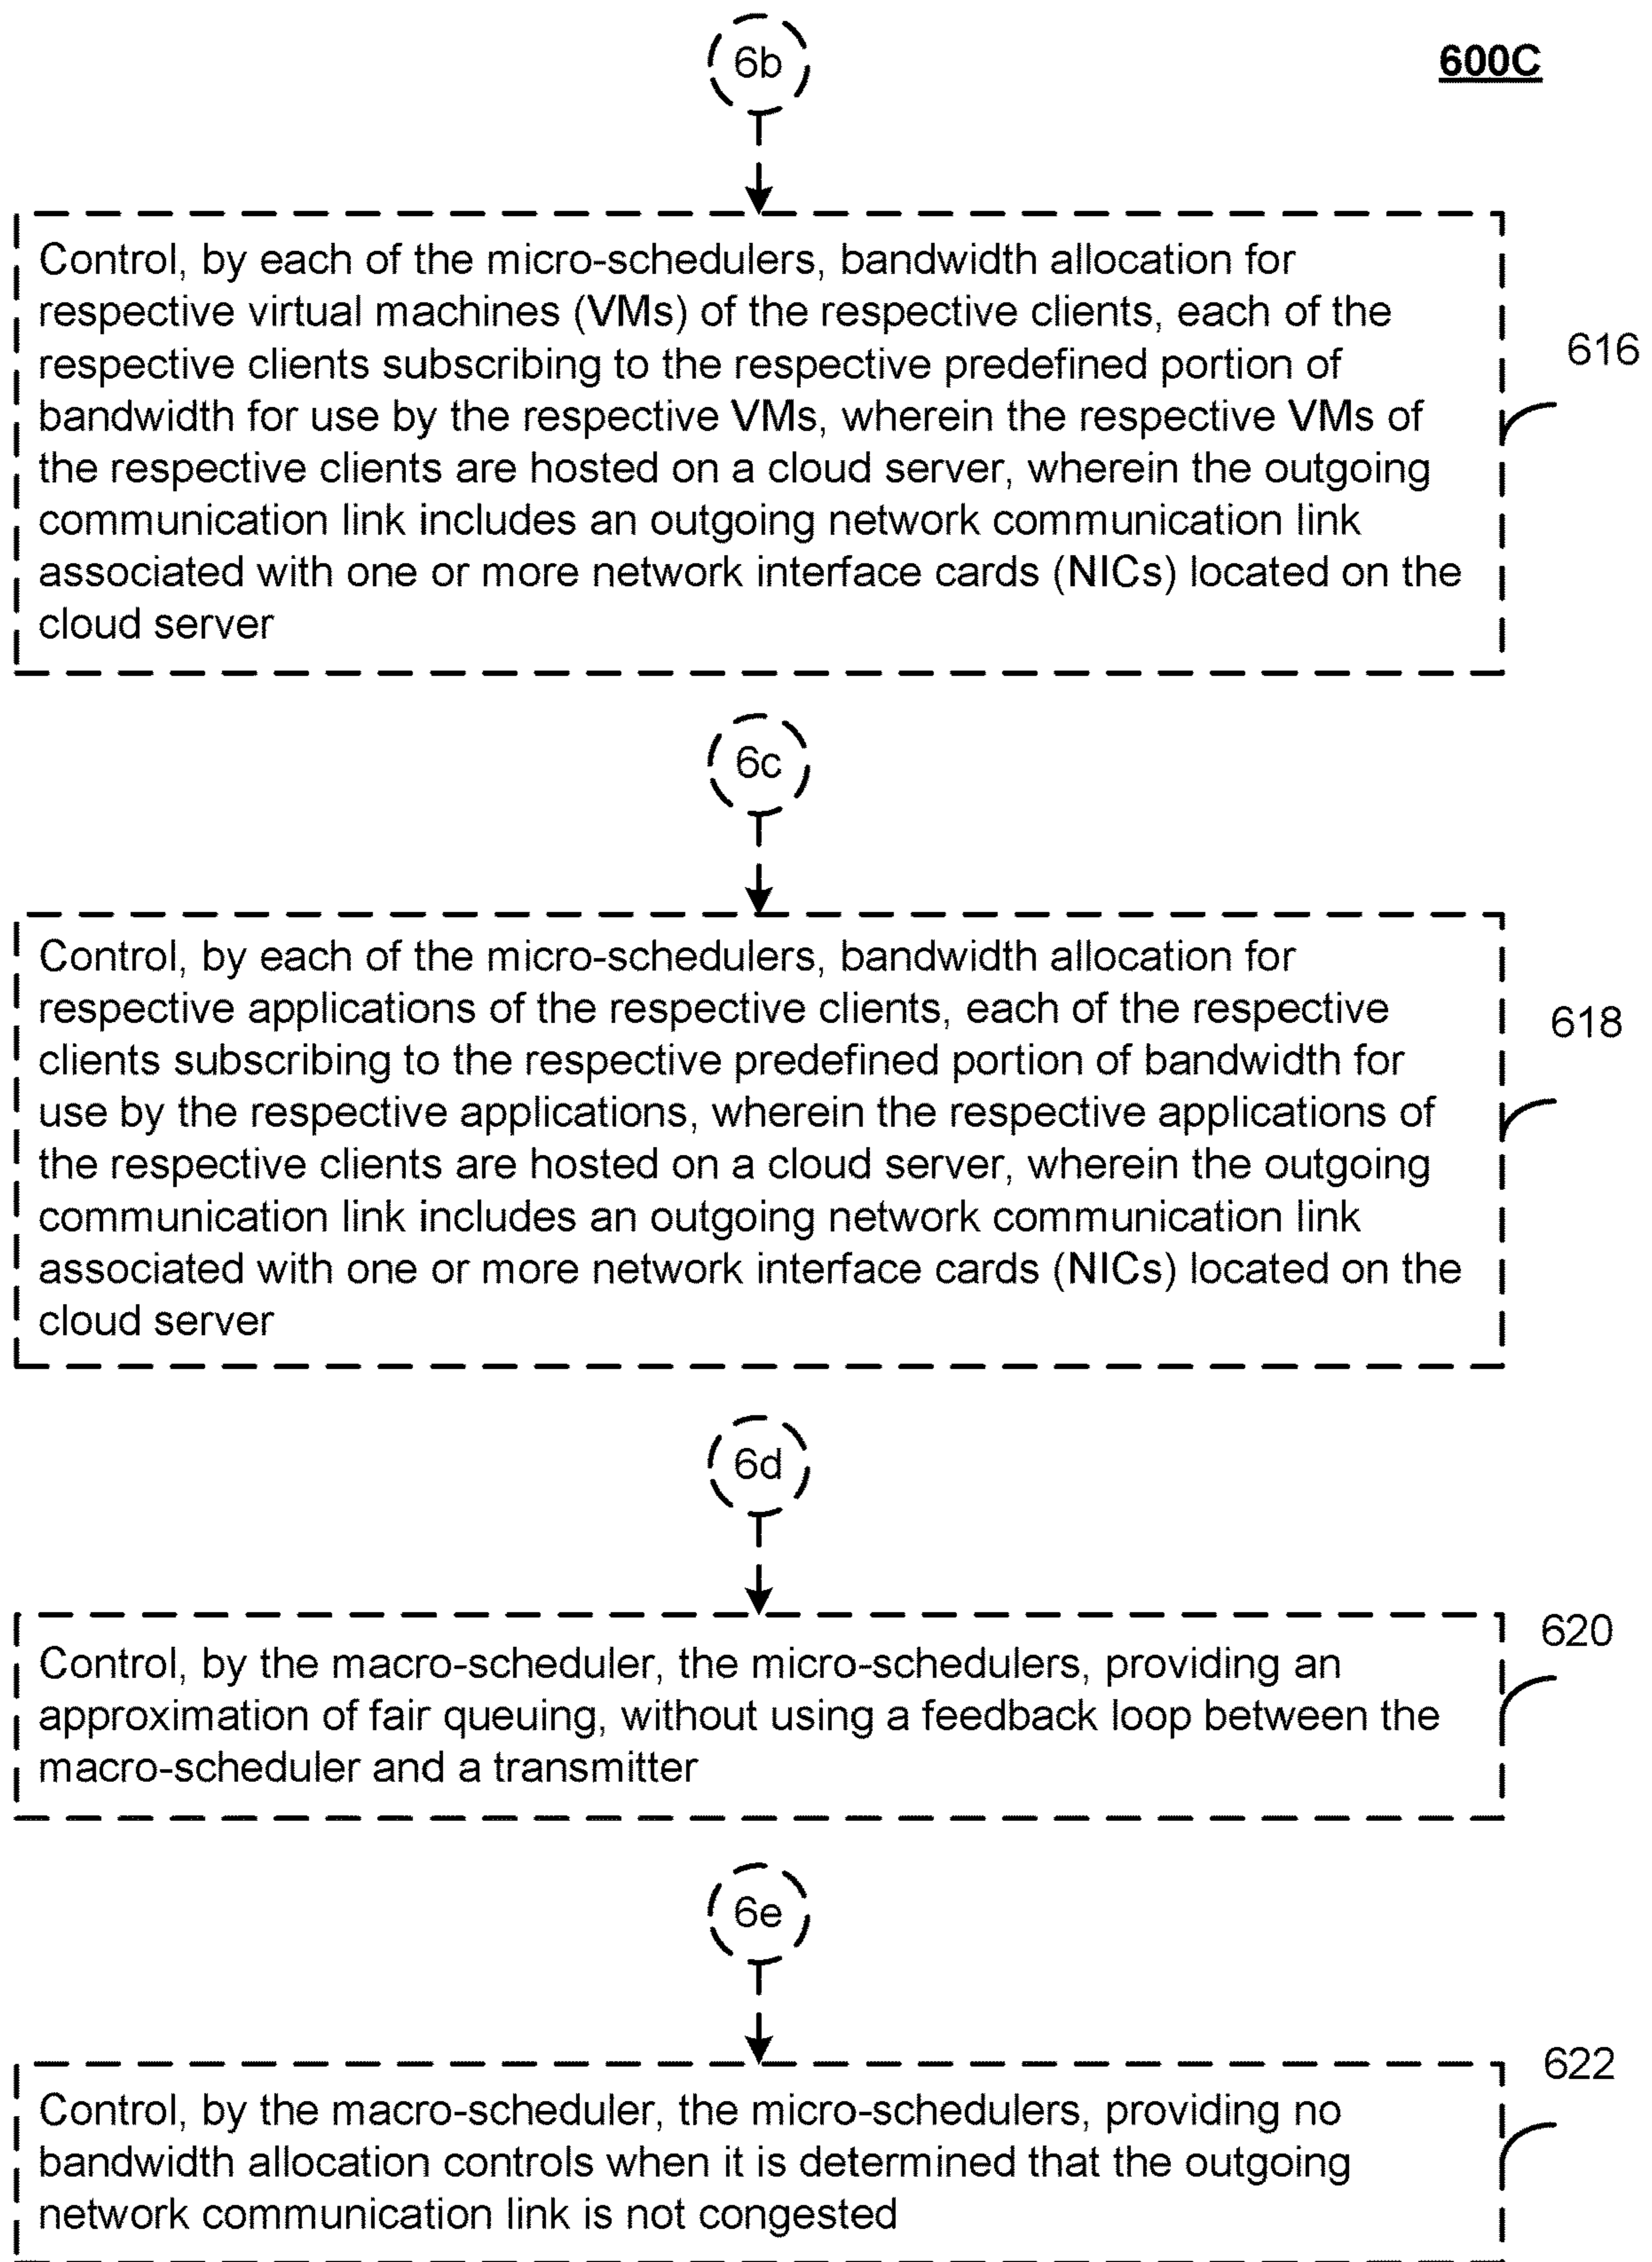 6b
600C
Control, by each of the micro-schedulers, bandwidth allocation for
respective virtual machines (VMs) of the respective clients, each of the
respective clients subscribing to the respective predefined portion of
bandwidth for use by the respective VMs, wherein the respective VMs of
the respective clients are hosted on a cloud server, wherein the outgoing
communication link includes an outgoing network communication link
associated with one or more network interface cards (NICs) located on the
cloud server
616
6c
Control, by each of the micro-schedulers, bandwidth allocation for
respective applications of the respective clients, each of the respective
clients subscribing to the respective predefined portion of bandwidth for
use by the respective applications, wherein the respective applications of
the respective clients are hosted on a cloud server, wherein the outgoing
communication link includes an outgoing network communication link
associated with one or more network interface cards (NICs) located on the
cloud server
618
6d
Control, by the macro-scheduler, the micro-schedulers, providing an
approximation of fair queuing, without using a feedback loop between the
macro-scheduler and a transmitter
620
6e
Control, by the macro-scheduler, the micro-schedulers, providing no
bandwidth allocation controls when it is determined that the outgoing
network communication link is not congested
622